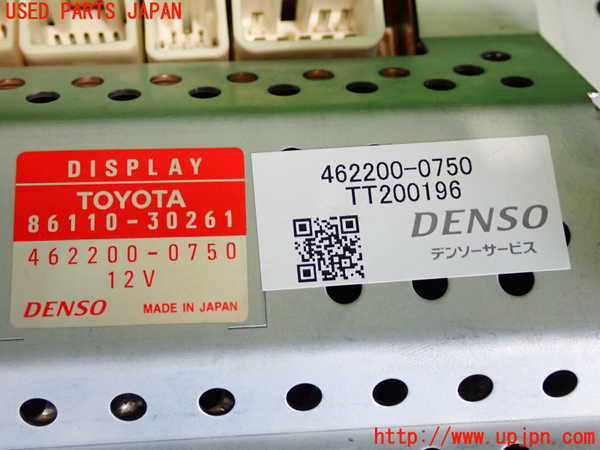 USED PARTS JAPAN
DISPLAY
TOYOTA
86110-30261
462200-0750
12V
DENSO MADE IN JAPAN
462200-0750
TT200196
DENSO
デンソーサービス
http://www.upjpn.com/